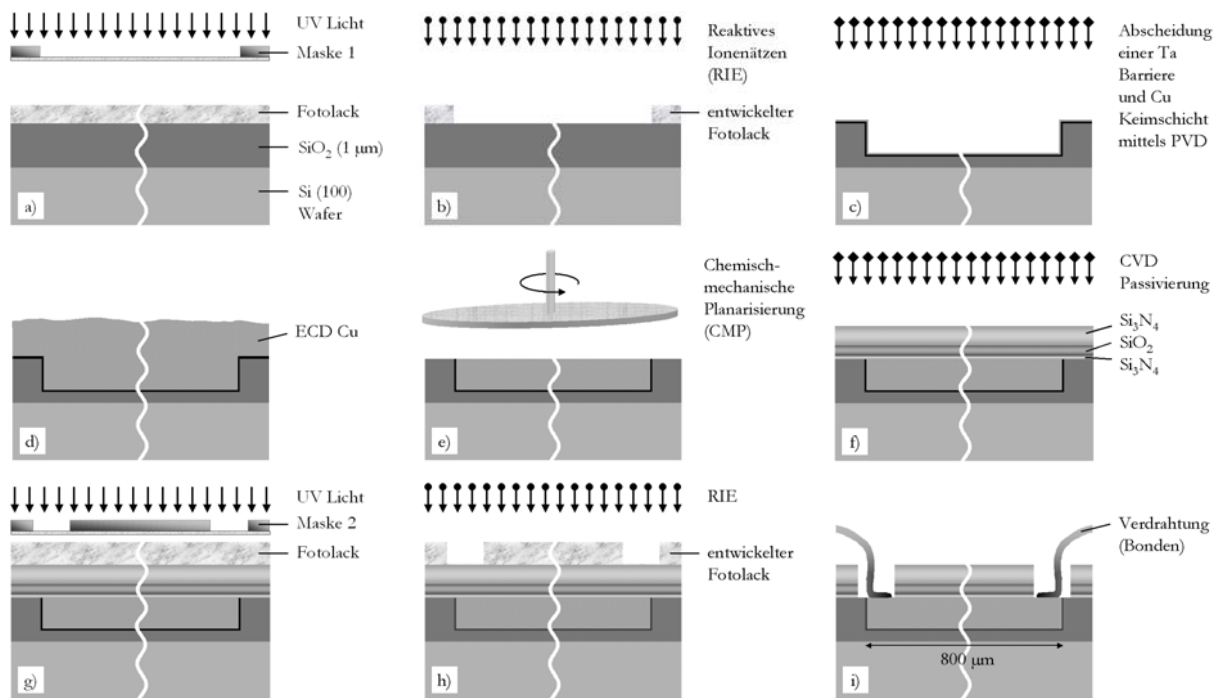 UV Licht
Maske 1
Fotolack
SiO₂ (1 µm)
Si (100)
Wafer
a)
Reaktives
Ionenätzen
(RIE)
entwickelter
Fotolack
b)
Abscheidung
einer Ta
Barriere
und Cu
Keimschicht
mittels PVD
c)
ECD Cu
d)
Chemisch-
mechanische
Planarisierung
(CMP)
e)
CVD
Passivierung
Si₃N₄
SiO₂
Si₃N₄
f)
UV Licht
Maske 2
Fotolack
g)
RIE
entwickelter
Fotolack
h)
Verdrahtung
(Bonden)
800 µm
i)